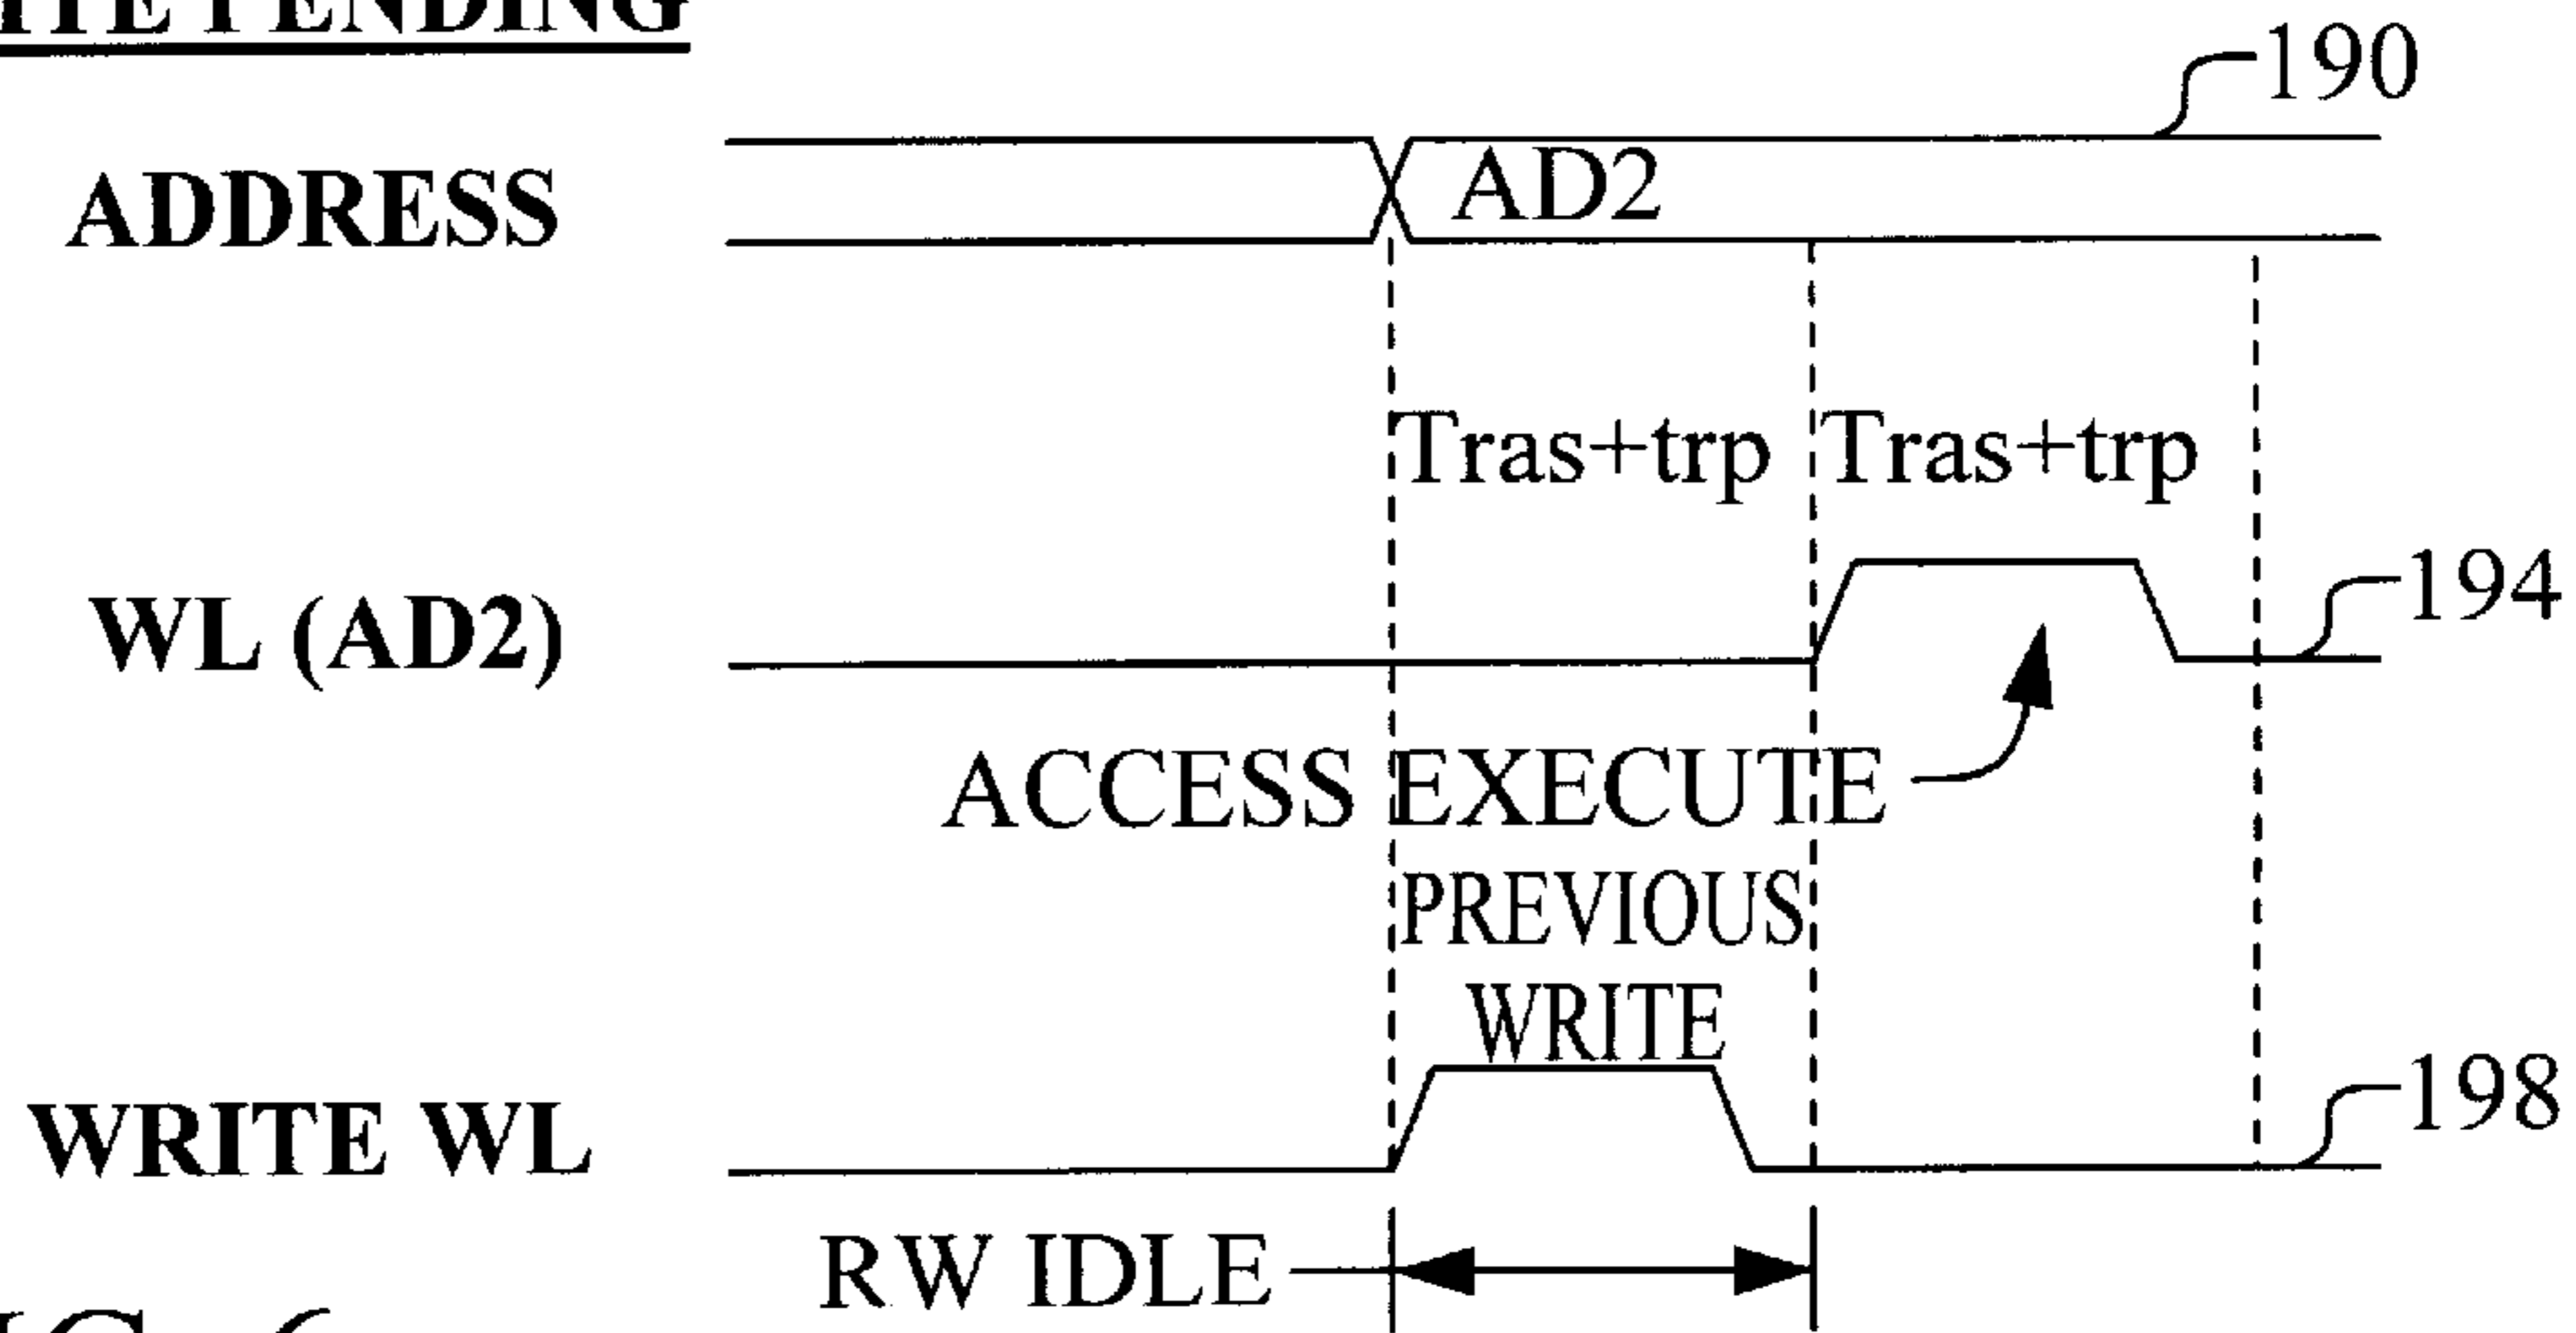 PENDING
190
ADDRESS AD2
Tras+trp Tras+trp
WL (AD2) 194
ACCESS EXECUTE
PREVIOUS
WRITE
WRITE WL 198
RW IDLE